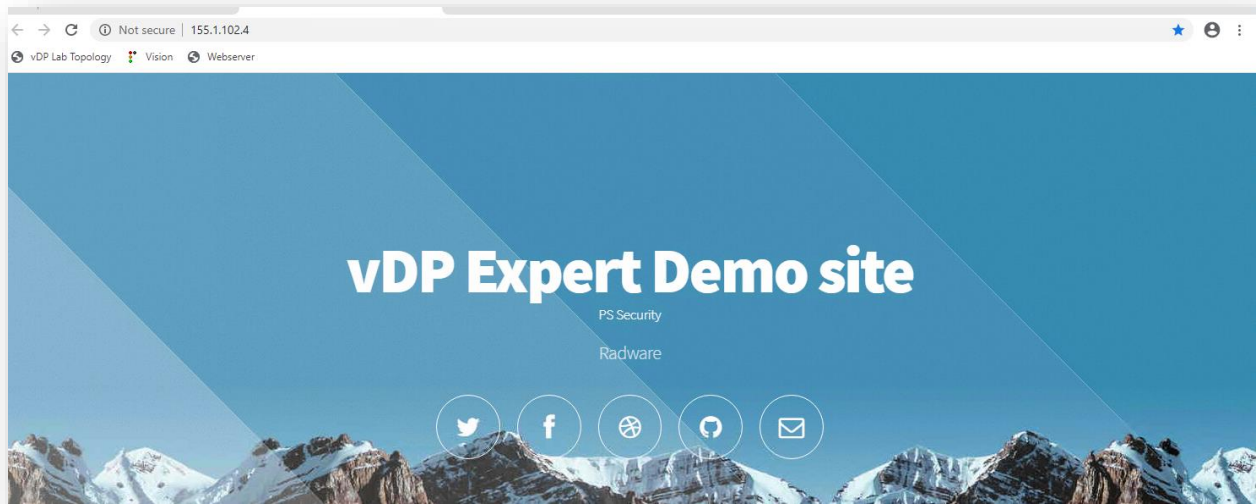 Not secure | 155.1.102.4
vDP Lab Topology Vision Webserver
vDP Expert Demo site
PS Security
Radware